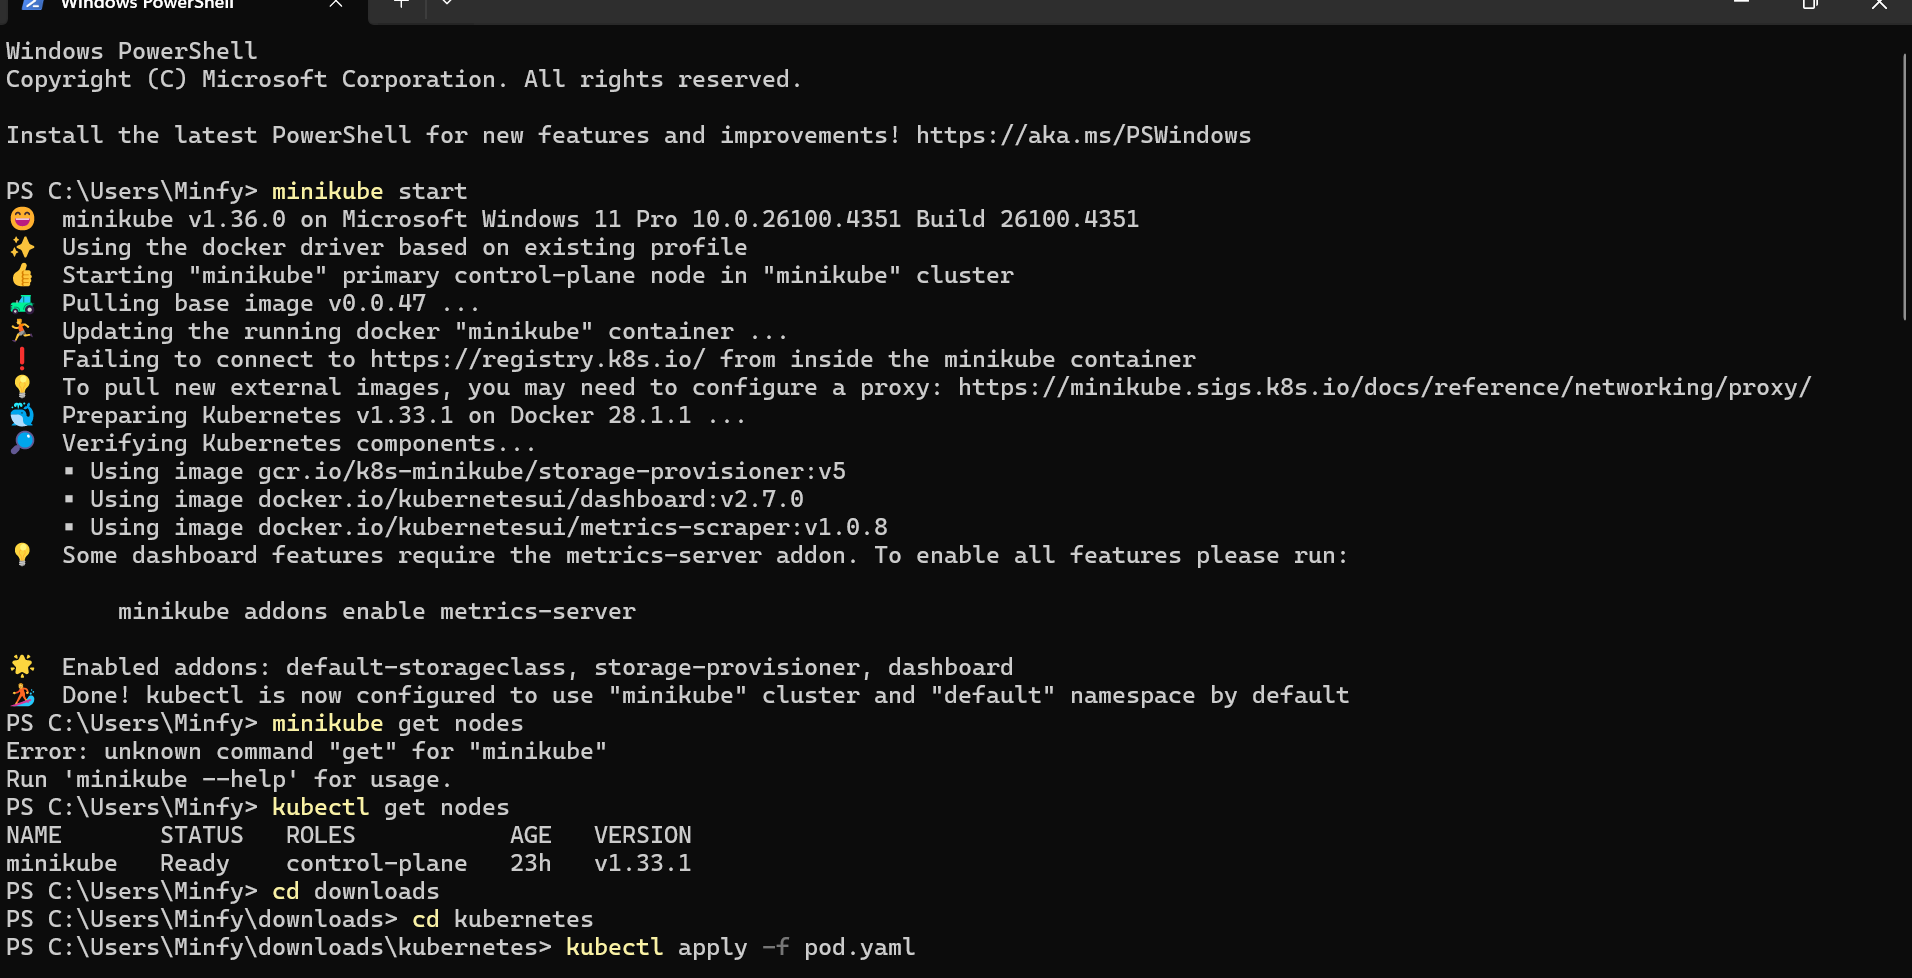 Windows PowerShell
Windows PowerShell
Copyright (C) Microsoft Corporation. All rights reserved.
Install the latest PowerShell for new features and improvements! https://aka.ms/PSWindows
PS C:\Users\Minfy> minikube start
minikube v1.36.0 on Microsoft Windows 11 Pro 10.0.26100.4351 Build 26100.4351
Using the docker driver based on existing profile
Starting "minikube" primary control-plane node in "minikube" cluster
Pulling base image v0.0.47 ...
Updating the running docker "minikube" container ...
Failing to connect to https://registry.k8s.io/ from inside the minikube container
To pull new external images, you may need to configure a proxy: https://minikube.sigs.k8s.io/docs/reference/networking/proxy/
Preparing Kubernetes v1.33.1 on Docker 28.1.1 ...
Verifying Kubernetes components...
▪ Using image gcr.io/k8s-minikube/storage-provisioner:v5
▪ Using image docker.io/kubernetesui/dashboard:v2.7.0
▪ Using image docker.io/kubernetesui/metrics-scraper:v1.0.8
Some dashboard features require the metrics-server addon. To enable all features please run:
minikube addons enable metrics-server
Enabled addons: default-storageclass, storage-provisioner, dashboard
Done! kubectl is now configured to use "minikube" cluster and "default" namespace by default
PS C:\Users\Minfy> minikube get nodes
Error: unknown command "get" for "minikube"
Run 'minikube --help' for usage.
PS C:\Users\Minfy> kubectl get nodes
NAME STATUS ROLES AGE VERSION
minikube Ready control-plane 23h v1.33.1
PS C:\Users\Minfy> cd downloads
PS C:\Users\Minfy\downloads> cd kubernetes
PS C:\Users\Minfy\downloads\kubernetes> kubectl apply -f pod.yaml